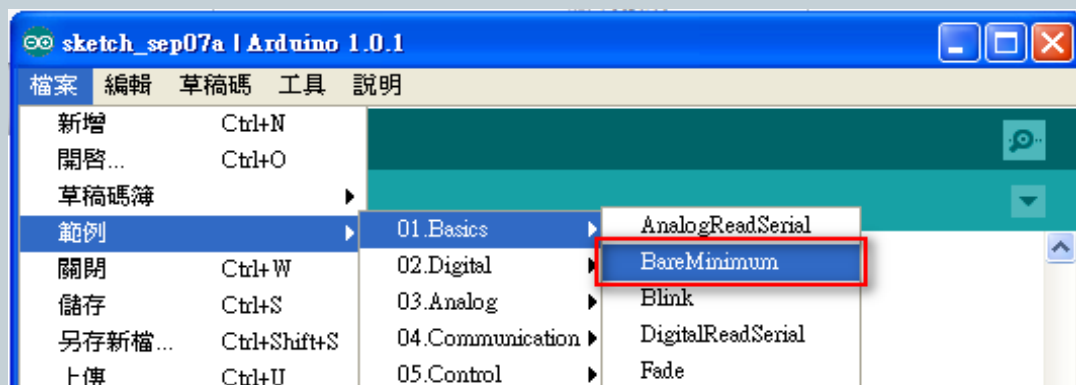 sketch_sep07a | Arduino 1.0.1
檔案 編輯 草稿碼 工具 說明
新增 Ctrl+N
開啓... Ctrl+O
草稿碼簿
範例
關閉 Ctrl+W
儲存 Ctrl+S
另存新檔... Ctrl+Shift+S
上傳 Ctrl+U
01.Basics
02.Digital
03.Analog
04.Communication
05.Control
AnalogReadSerial
BareMinimum
Blink
DigitalReadSerial
Fade